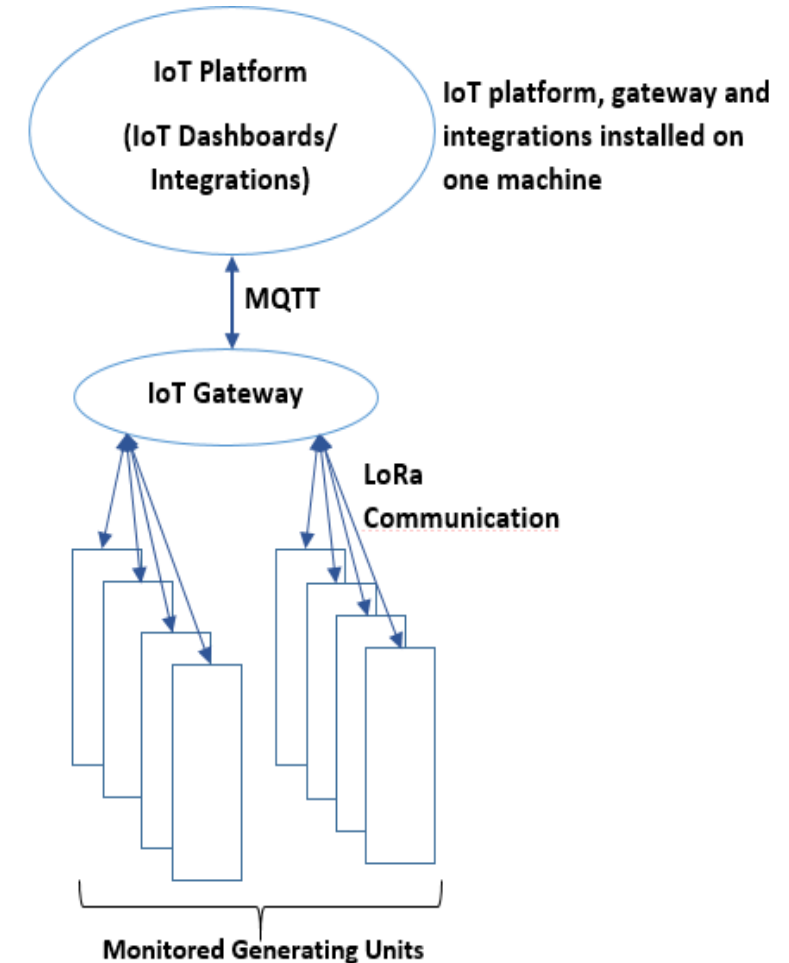 IoT Platform
(IoT Dashboards/
Integrations)
IoT platform, gateway and
integrations installed on
one machine
MQTT
IoT Gateway
LoRa
Communication
Monitored Generating Units